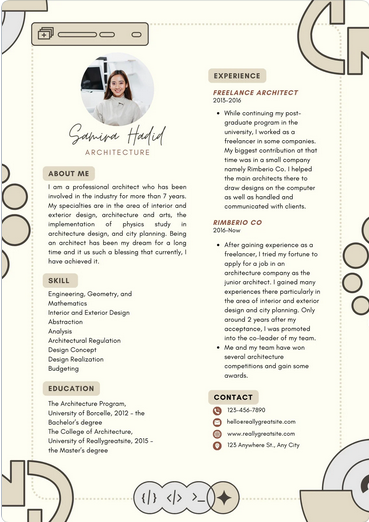 Samira Hadid
ARCHITECTURE
ABOUT ME
I am a professional architect who has been
involved in the industry for more than 7 years.
My specialties are in the area of interior and
exterior design, architecture and arts, the
implementation of physics study in
architecture design, and city planning. Being
an architect has been my dream for a long
time and it us such a blessing that currently, I
have achieved it.
SKILL
Engineering, Geometry, and
Mathematics
Interior and Exterior Design
Abstraction
Analysis
Architectural Regulation
Design Concept
Design Realization
Budgeting
EDUCATION
The Architecture Program,
University of Borcelle, 2012 - the
Bachelor's degree
The College of Architecture,
University of Reallygreatsite, 2015 -
the Master's degree
EXPERIENCE
FREELANCE ARCHITECT
2013-2016
• While continuing my post-
graduate program in the
university, I worked as a
freelancer in some companies.
My biggest contribution at that
time was in a small company
namely Rimberio Co. I helped
the main architects there to
draw designs on the computer
as well as handled and
communicated with clients.
RIMBERIO CO
2016-Now
• After gaining experience as a
freelancer, I tried my fortune to
apply for a job in an
architecture company as the
junior architect. I gained many
experiences there particularly in
the area of interior and exterior
design and city planning. Only
around 2 years after my
acceptance, I was promoted
into the co-leader of my team.
• Me and my team have won
several architecture
competitions and gain some
awards.
CONTACT
123-456-7890
hello@reallygreatsite.com
www.reallygreatsite.com
123 Anywhere St., Any City
{/} </> >_